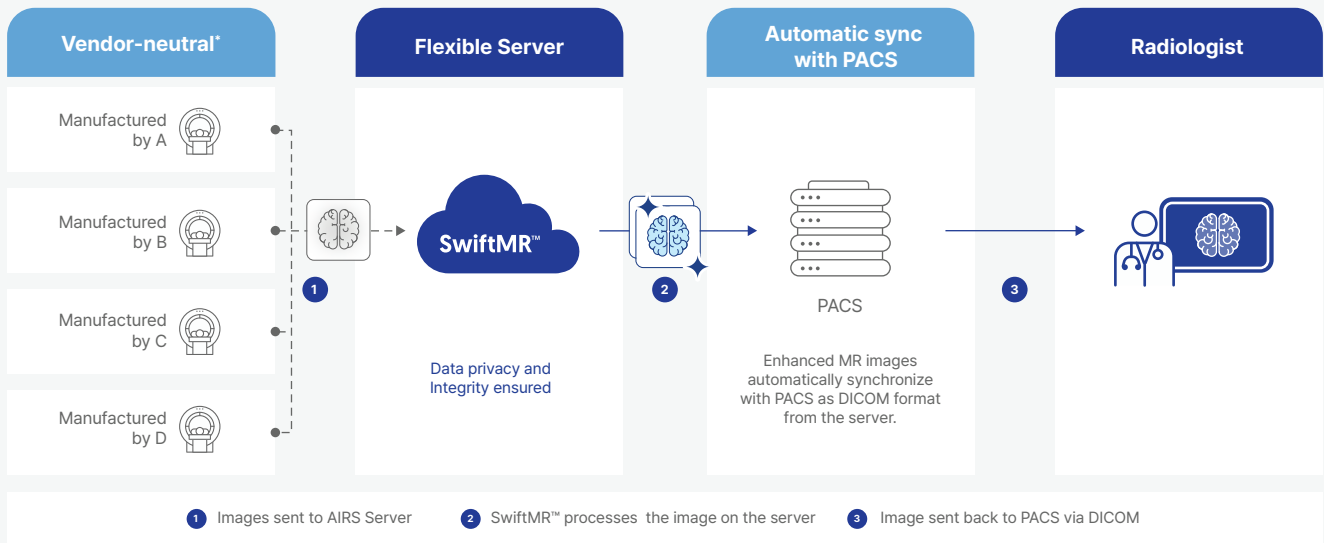 Vendor-neutral*
Flexible Server
Automatic sync
with PACS
Radiologist
Manufactured
by A
Manufactured
by B
Manufactured
by C
Manufactured
by D
1
SwiftMR™
Data privacy and
Integrity ensured
2
PACS
Enhanced MR images
automatically synchronize
with PACS as DICOM format
from the server.
3
1 Images sent to AIRS Server
2 SwiftMR™ processes the image on the server
3 Image sent back to PACS via DICOM